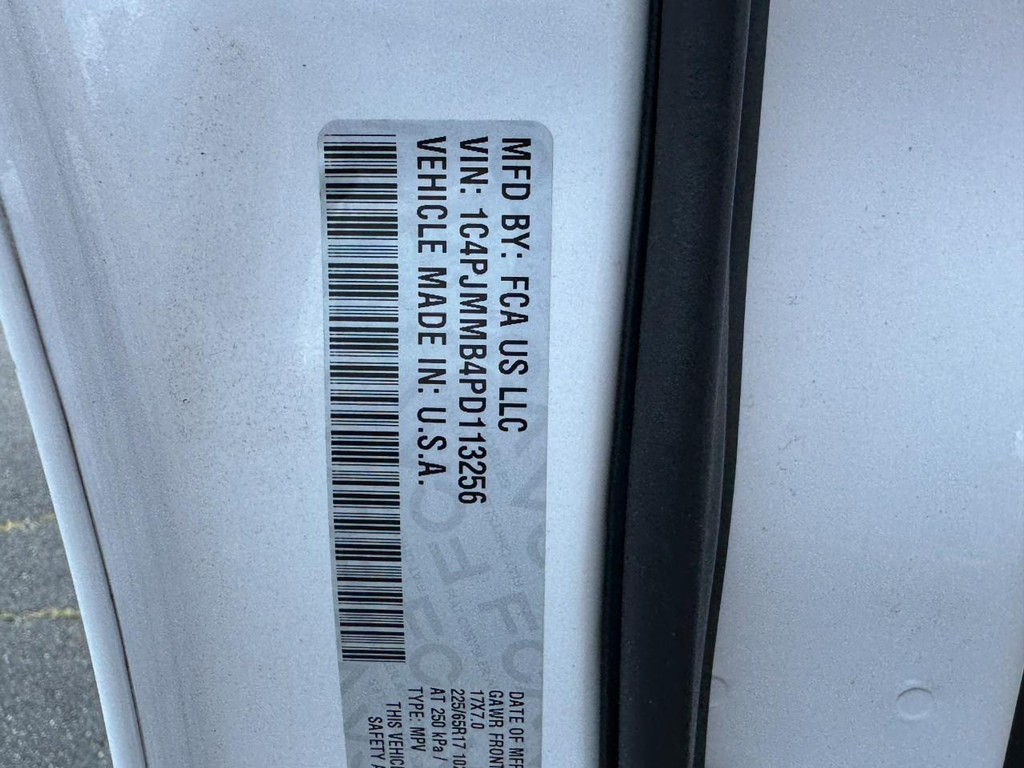 MFD BY: FCA US LLC
VIN: 1C4PJMMB4PD113256
VEHICLE MADE IN: U.S.A.
DATE OF MFR
GAWR FRONT
17X7.0
225/65R17
AT 250 kPa /
TYPE: MPV
THIS VEHIC
SAFETY A